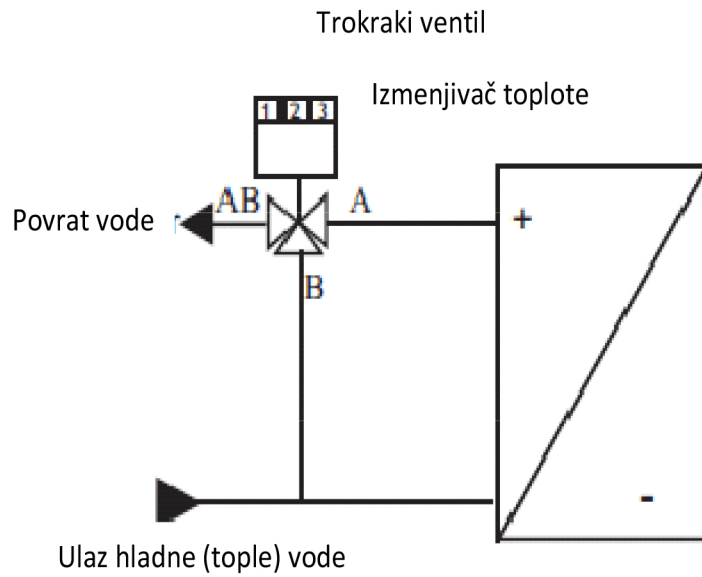 Trokraki ventil
Izmenjivač toplote
1 2 3
AB A
Povrat vode
+
B
-
Ulaz hladne (tople) vode